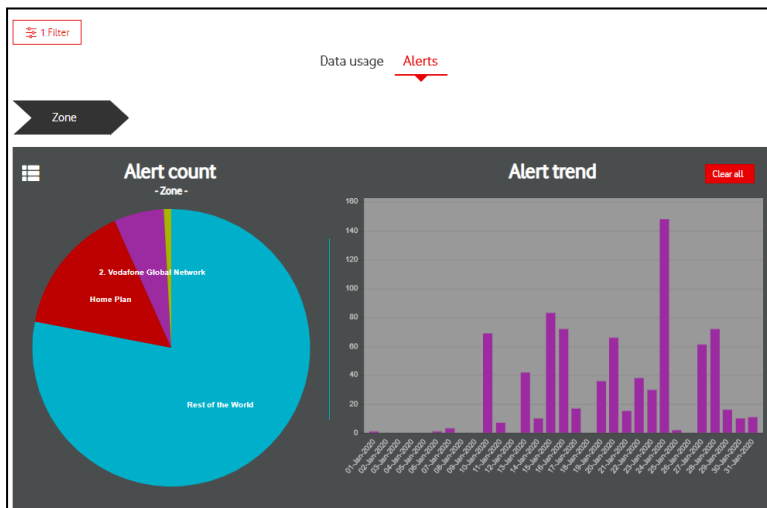 1 Filter
Data usage Alerts
Zone
Alert count
- Zone -
2. Vodafone Global Network
Home Plan
Rest of the World
Alert trend
Clear all
160
140
120
100
80
60
40
20
0
01-Jan-2020
02-Jan-2020
03-Jan-2020
04-Jan-2020
05-Jan-2020
06-Jan-2020
07-Jan-2020
08-Jan-2020
09-Jan-2020
10-Jan-2020
11-Jan-2020
12-Jan-2020
13-Jan-2020
14-Jan-2020
15-Jan-2020
16-Jan-2020
17-Jan-2020
18-Jan-2020
19-Jan-2020
20-Jan-2020
21-Jan-2020
22-Jan-2020
23-Jan-2020
24-Jan-2020
25-Jan-2020
26-Jan-2020
27-Jan-2020
28-Jan-2020
29-Jan-2020
30-Jan-2020
31-Jan-2020